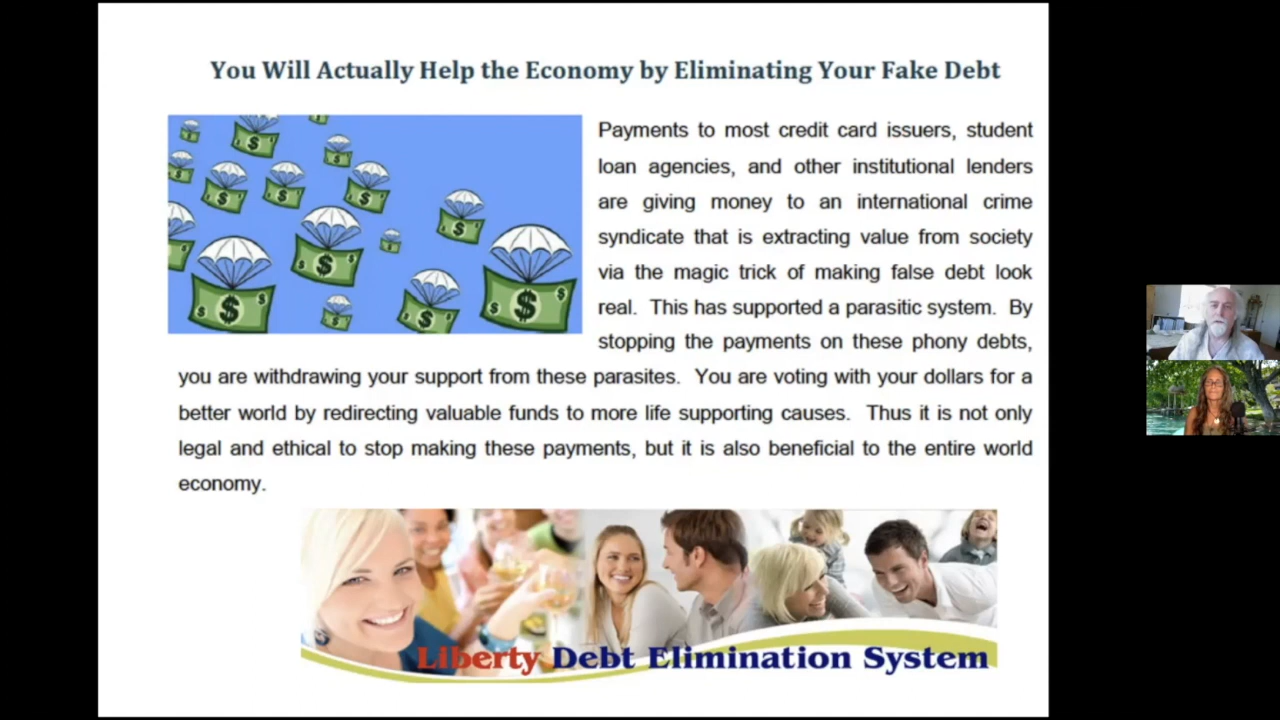 You Will Actually Help the Economy by Eliminating Your Fake Debt
Payments to most credit card issuers, student
loan agencies, and other institutional lenders
are giving money to an international crime
syndicate that is extracting value from society
via the magic trick of making false debt look
real. This has supported a parasitic system. By
stopping the payments on these phony debts,
you are withdrawing your support from these parasites. You are voting with your dollars for a
better world by redirecting valuable funds to more life supporting causes. Thus it is not only
legal and ethical to stop making these payments, but it is also beneficial to the entire world
economy.
Liberty Debt Elimination System